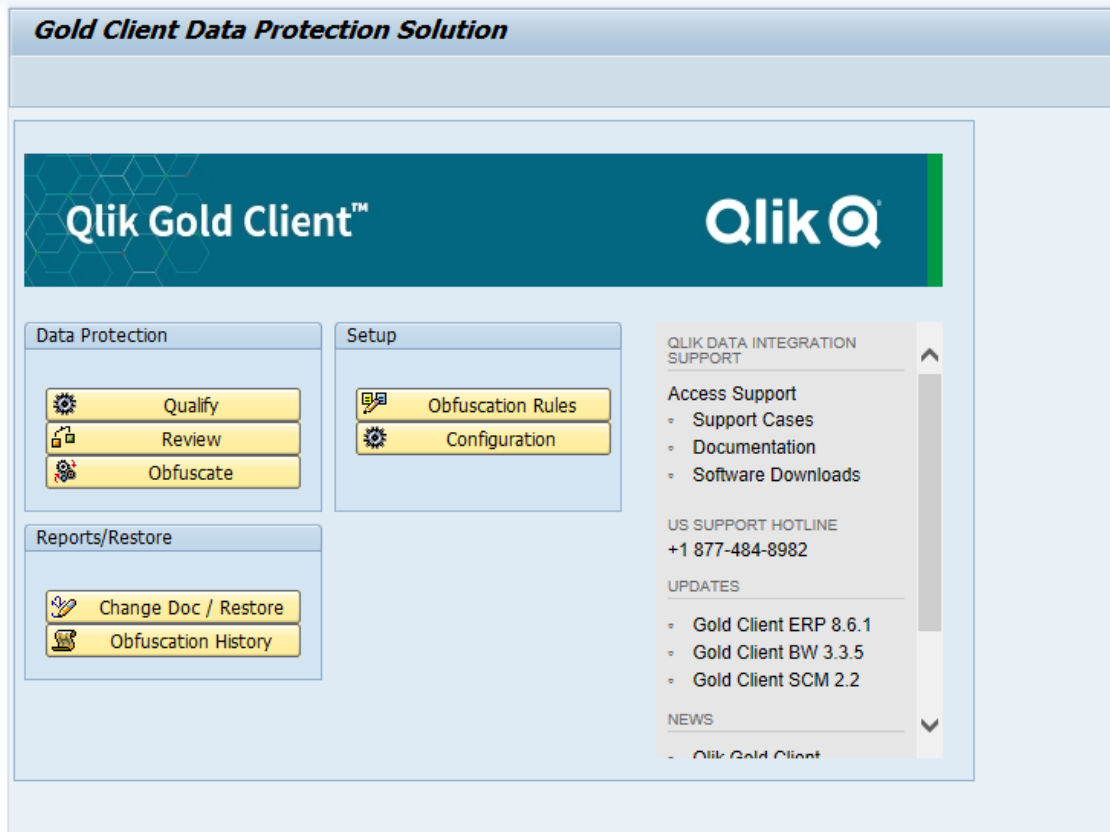 Gold Client Data Protection Solution
Qlik Gold Client™
Qlik
Data Protection
Qualify
Review
Obfuscate
Setup
Obfuscation Rules
Configuration
Reports/Restore
Change Doc / Restore
Obfuscation History
QLIK DATA INTEGRATION
SUPPORT
Access Support
Support Cases
Documentation
Software Downloads
US SUPPORT HOTLINE
+1 877-484-8982
UPDATES
Gold Client ERP 8.6.1
Gold Client BW 3.3.5
Gold Client SCM 2.2
NEWS
Qlik Gold Client